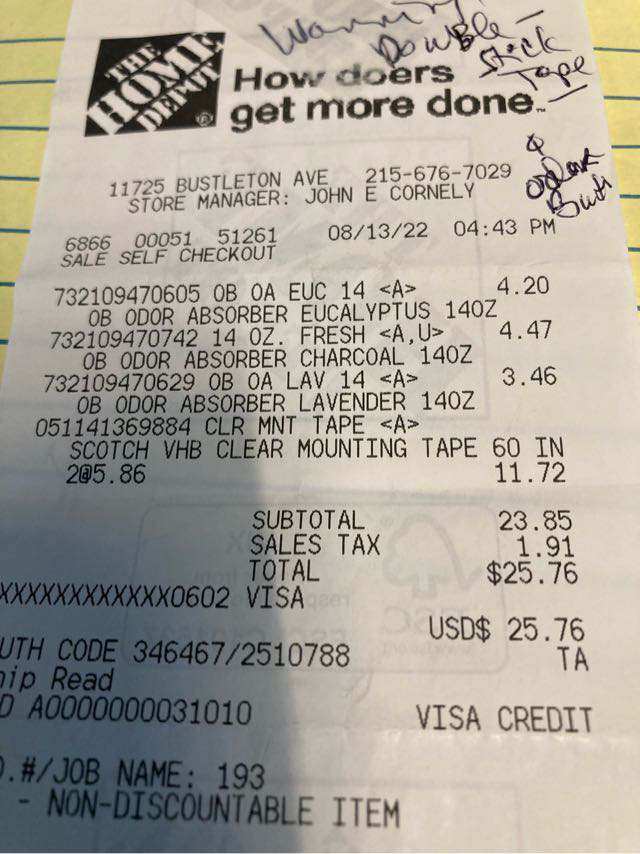 Double-
Stick
Tape
THE
HOME
DEPOT
How doers
get more done.™
11725 BUSTLETON AVE 215-676-7029
STORE MANAGER: JOHN E CORNELY
6866 00051 51261 08/13/22 04:43 PM
SALE SELF CHECKOUT
732109470605 OB OA EUC 14 <A> 4.20
OB ODOR ABSORBER EUCALYPTUS 14OZ
732109470742 14 OZ. FRESH <A,U> 4.47
OB ODOR ABSORBER CHARCOAL 14OZ
732109470629 OB OA LAV 14 <A> 3.46
OB ODOR ABSORBER LAVENDER 14OZ
051141369884 CLR MNT TAPE <A>
SCOTCH VHB CLEAR MOUNTING TAPE 60 IN
2@5.86 11.72
SUBTOTAL 23.85
SALES TAX 1.91
TOTAL $25.76
XXXXXXXXXXXX0602 VISA
USD$ 25.76
UTH CODE 346467/2510788 TA
hip Read
D A0000000031010 VISA CREDIT
.#/JOB NAME: 193
- NON-DISCOUNTABLE ITEM